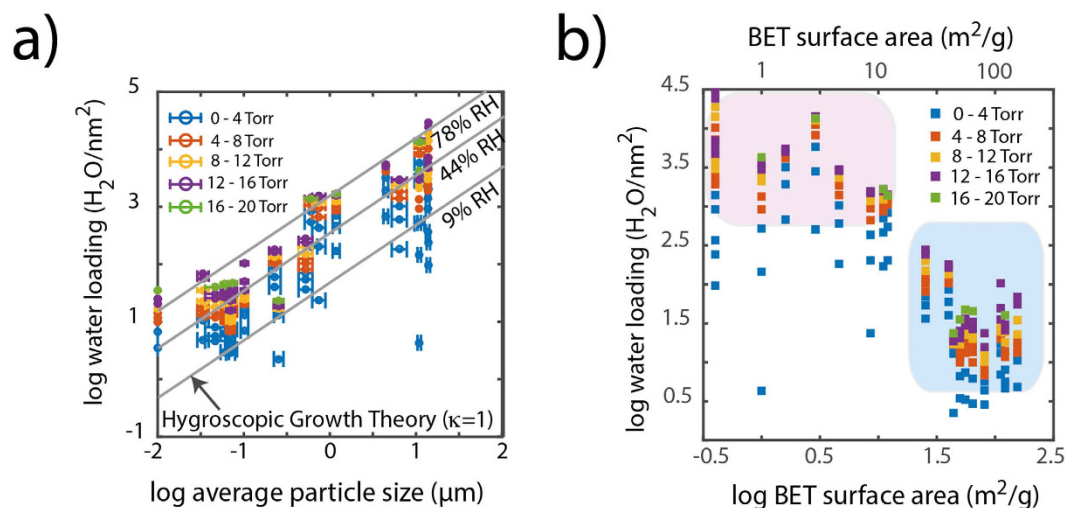 a)
log water loading (H₂O/nm²)
5
3
1
-1
0 - 4 Torr
4 - 8 Torr
8 - 12 Torr
12 - 16 Torr
16 - 20 Torr
78% RH
44% RH
9% RH
Hygroscopic Growth Theory (κ=1)
-2 -1 0 1 2
log average particle size (μm)
b)
BET surface area (m²/g)
1 10 100
log water loading (H₂O/nm²)
4.5
3.5
2.5
1.5
0.5
0 - 4 Torr
4 - 8 Torr
8 - 12 Torr
12 - 16 Torr
16 - 20 Torr
-0.5 0.5 1.5 2.5
log BET surface area (m²/g)